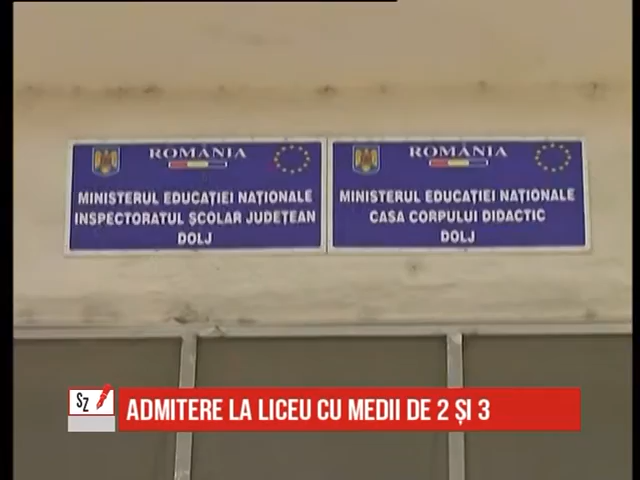 ROMÂNIA
MINISTERUL EDUCAȚIEI NAȚIONALE
INSPECTORATUL ȘCOLAR JUDEȚEAN
DOLJ
ROMÂNIA
MINISTERUL EDUCAȚIEI NAȚIONALE
CASA CORPULUI DIDACTIC
DOLJ
SZ
ADMITERE LA LICEU CU MEDII DE 2 ȘI 3